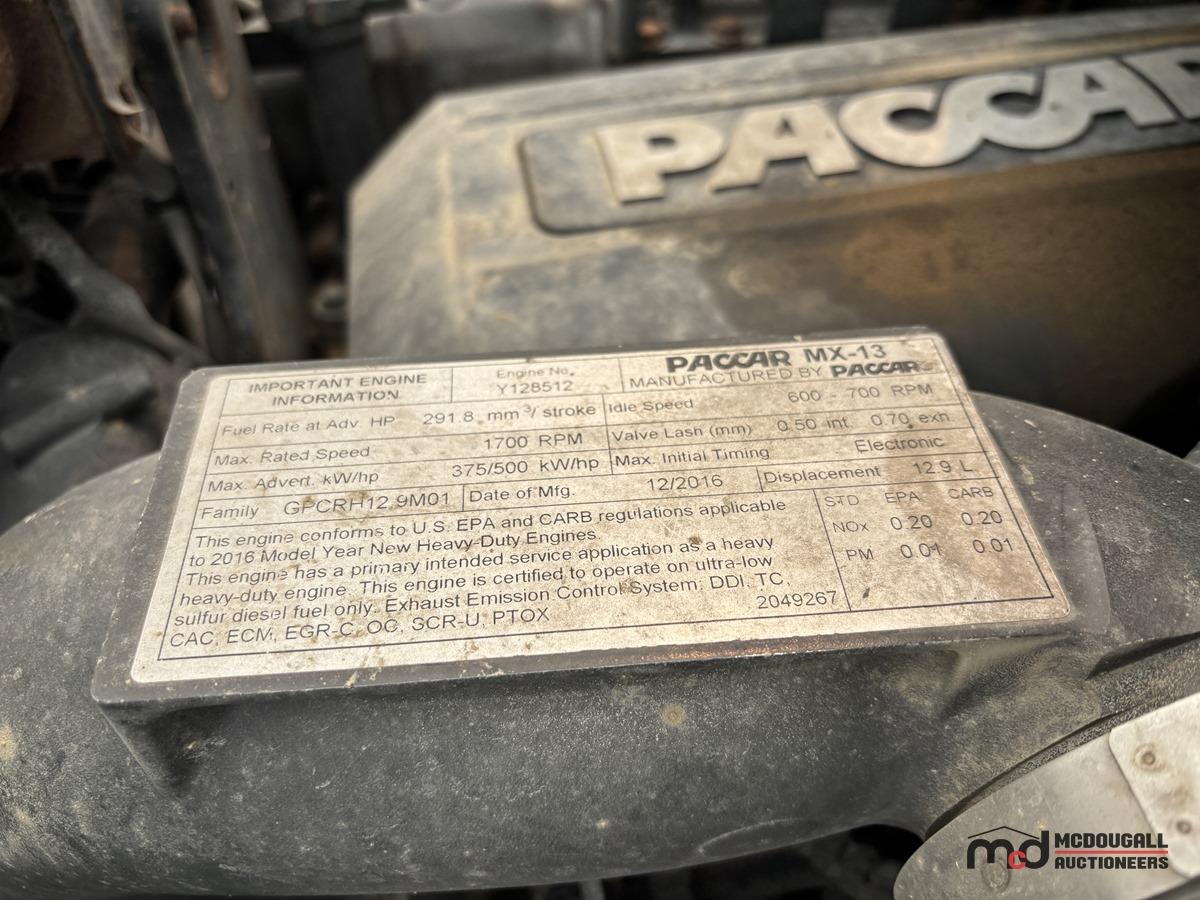 PACCAR
IMPORTANT ENGINE
INFORMATION
Engine No.
Y128512
PACCAR MX-13
MANUFACTURED BY PACCAR
Fuel Rate at Adv. HP 291.8 mm³/ stroke
Idle Speed 600 - 700 RPM
Max. Rated Speed 1700 RPM
Valve Lash (mm) 0.50 int. 0.70 exh.
Max. Advert. kW/hp 375/500 kW/hp
Max. Initial Timing Electronic
Family GPCRH12.9M01
Date of Mfg. 12/2016
Displacement 12.9 L
This engine conforms to U.S. EPA and CARB regulations applicable
to 2016 Model Year New Heavy-Duty Engines.
This engine has a primary intended service application as a heavy
heavy-duty engine. This engine is certified to operate on ultra-low
sulfur diesel fuel only. Exhaust Emission Control System: DDI, TC,
CAC, ECM, EGR-C, OC, SCR-U, PTOX
2049267
STD EPA CARB
NOx 0.20 0.20
PM 0.01 0.01
mcd MCDOUGALL
AUCTIONEERS